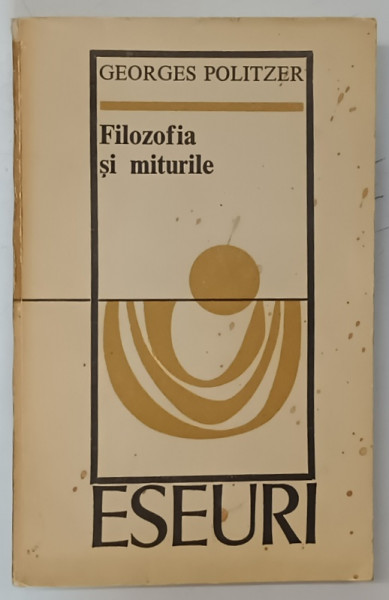 GEORGES POLITZER
Filozofia
și miturile
ESEURI